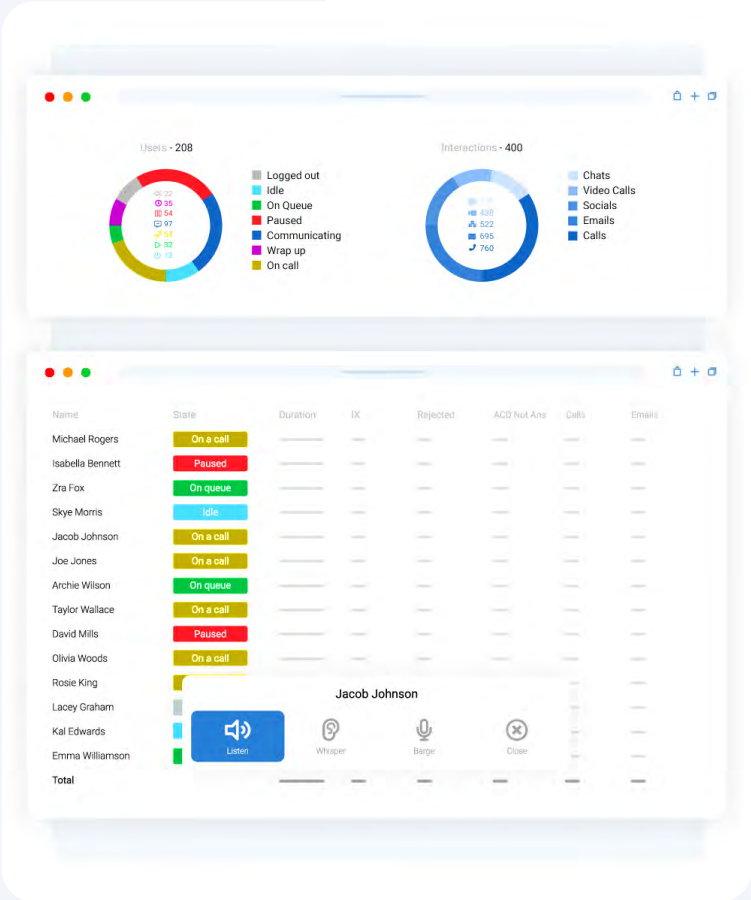 Users - 208
22
35
54
97
51
32
13
Logged out
Idle
On Queue
Paused
Communicating
Wrap up
On call
Interactions - 400
438
522
695
760
Chats
Video Calls
Socials
Emails
Calls
Name State Duration IX Rejected ACD Not Ans Calls Emails
Michael Rogers On a call
Isabella Bennett Paused
Zra Fox On queue
Skye Morris Idle
Jacob Johnson On a call
Joe Jones On a call
Archie Wilson On queue
Taylor Wallace On a call
David Mills Paused
Olivia Woods On a call
Rosie King
Lacey Graham
Kal Edwards
Emma Williamson
Total
Jacob Johnson
Listen Whisper Barge Close